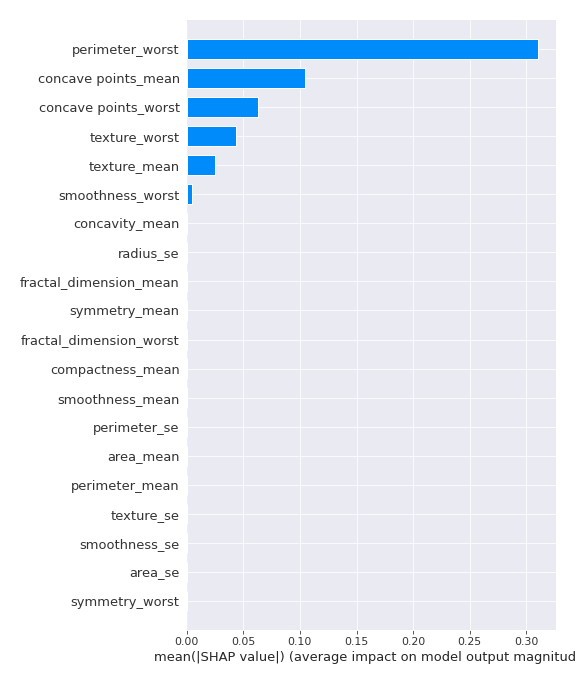 perimeter_worst
concave points_mean
concave points_worst
texture_worst
texture_mean
smoothness_worst
concavity_mean
radius_se
fractal_dimension_mean
symmetry_mean
fractal_dimension_worst
compactness_mean
smoothness_mean
perimeter_se
area_mean
perimeter_mean
texture_se
smoothness_se
area_se
symmetry_worst
0.00 0.05 0.10 0.15 0.20 0.25 0.30
mean(|SHAP value|) (average impact on model output magnitud